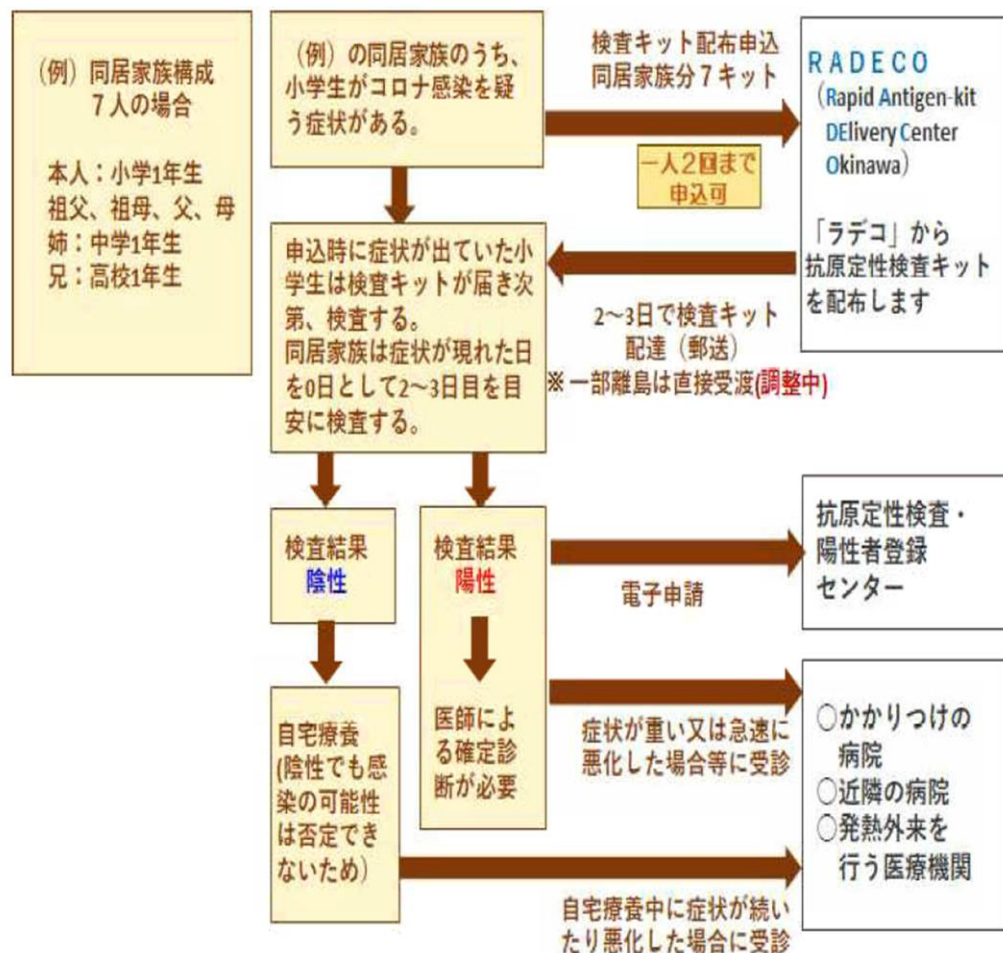 (例)同居家族構成
7人の場合
本人:小学1年生
祖父、祖母、父、母
姉:中学1年生
兄:高校1年生
(例)の同居家族のうち、
小学生がコロナ感染を疑
う症状がある。
検査キット配布申込
同居家族分7キット
一人2回まで
申込可
RADECO
(Rapid Antigen-kit
DElivery Center
Okinawa)
「ラデコ」から
抗原定性検査キット
を配布します
申込時に症状が出ていた小
学生は検査キットが届き次
第、検査する。
同居家族は症状が現れた日
を0日として2~3日目を目
安に検査する。
2~3日で検査キット
配達(郵送)
※ 一部離島は直接受渡(調整中)
検査結果
陰性
検査結果
陽性
電子申請
抗原定性検査・
陽性者登録
センター
自宅療養
(陰性でも感
染の可能性
は否定でき
ないため)
医師によ
る確定診
断が必要
症状が重い又は急速に
悪化した場合等に受診
○かかりつけの
病院
○近隣の病院
○発熱外来を
行う医療機関
自宅療養中に症状が続い
たり悪化した場合に受診